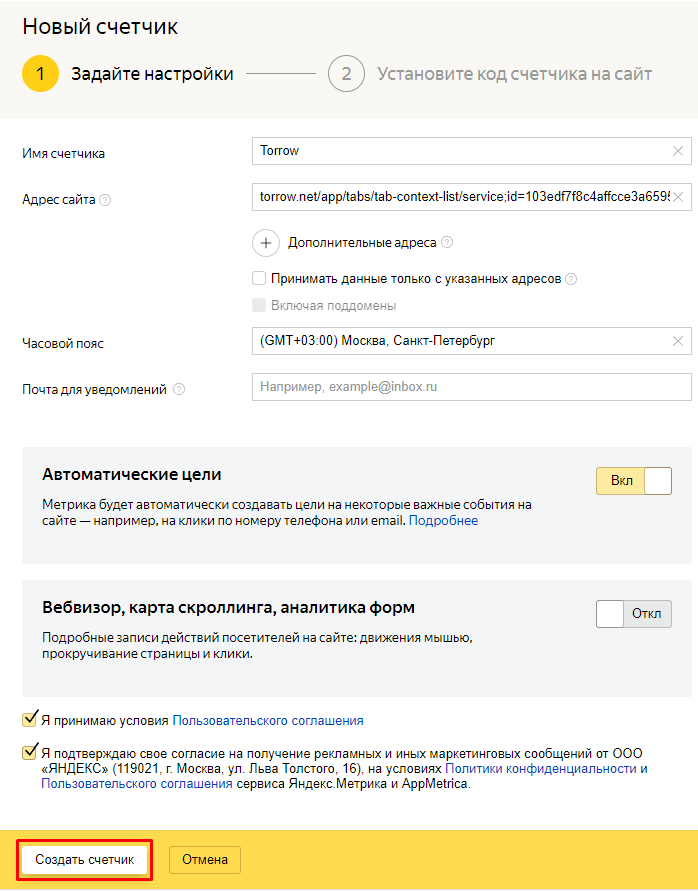 Новый счетчик
1 Задайте настройки 2 Установите код счетчика на сайт
Имя счетчика Torrow
Адрес сайта torrow.net/app/tabs/tab-context-list/service;id=103edf7f8c4affcce3a6595
Дополнительные адреса
Принимать данные только с указанных адресов
Включая поддомены
Часовой пояс (GMT+03:00) Москва, Санкт-Петербург
Почта для уведомлений Например, example@inbox.ru
Автоматические цели
Вкл
Метрика будет автоматически создавать цели на некоторые важные события на
сайте — например, на клики по номеру телефона или email. Подробнее
Вебвизор, карта скроллинга, аналитика форм
Откл
Подробные записи действий посетителей на сайте: движения мышью,
прокручивание страницы и клики.
Я принимаю условия Пользовательского соглашения
Я подтверждаю свое согласие на получение рекламных и иных маркетинговых сообщений от ООО
«ЯНДЕКС» (119021, г. Москва, ул. Льва Толстого, 16), на условиях Политики конфиденциальности и
Пользовательского соглашения сервиса Яндекс.Метрика и AppMetrica.
Создать счетчик Отмена